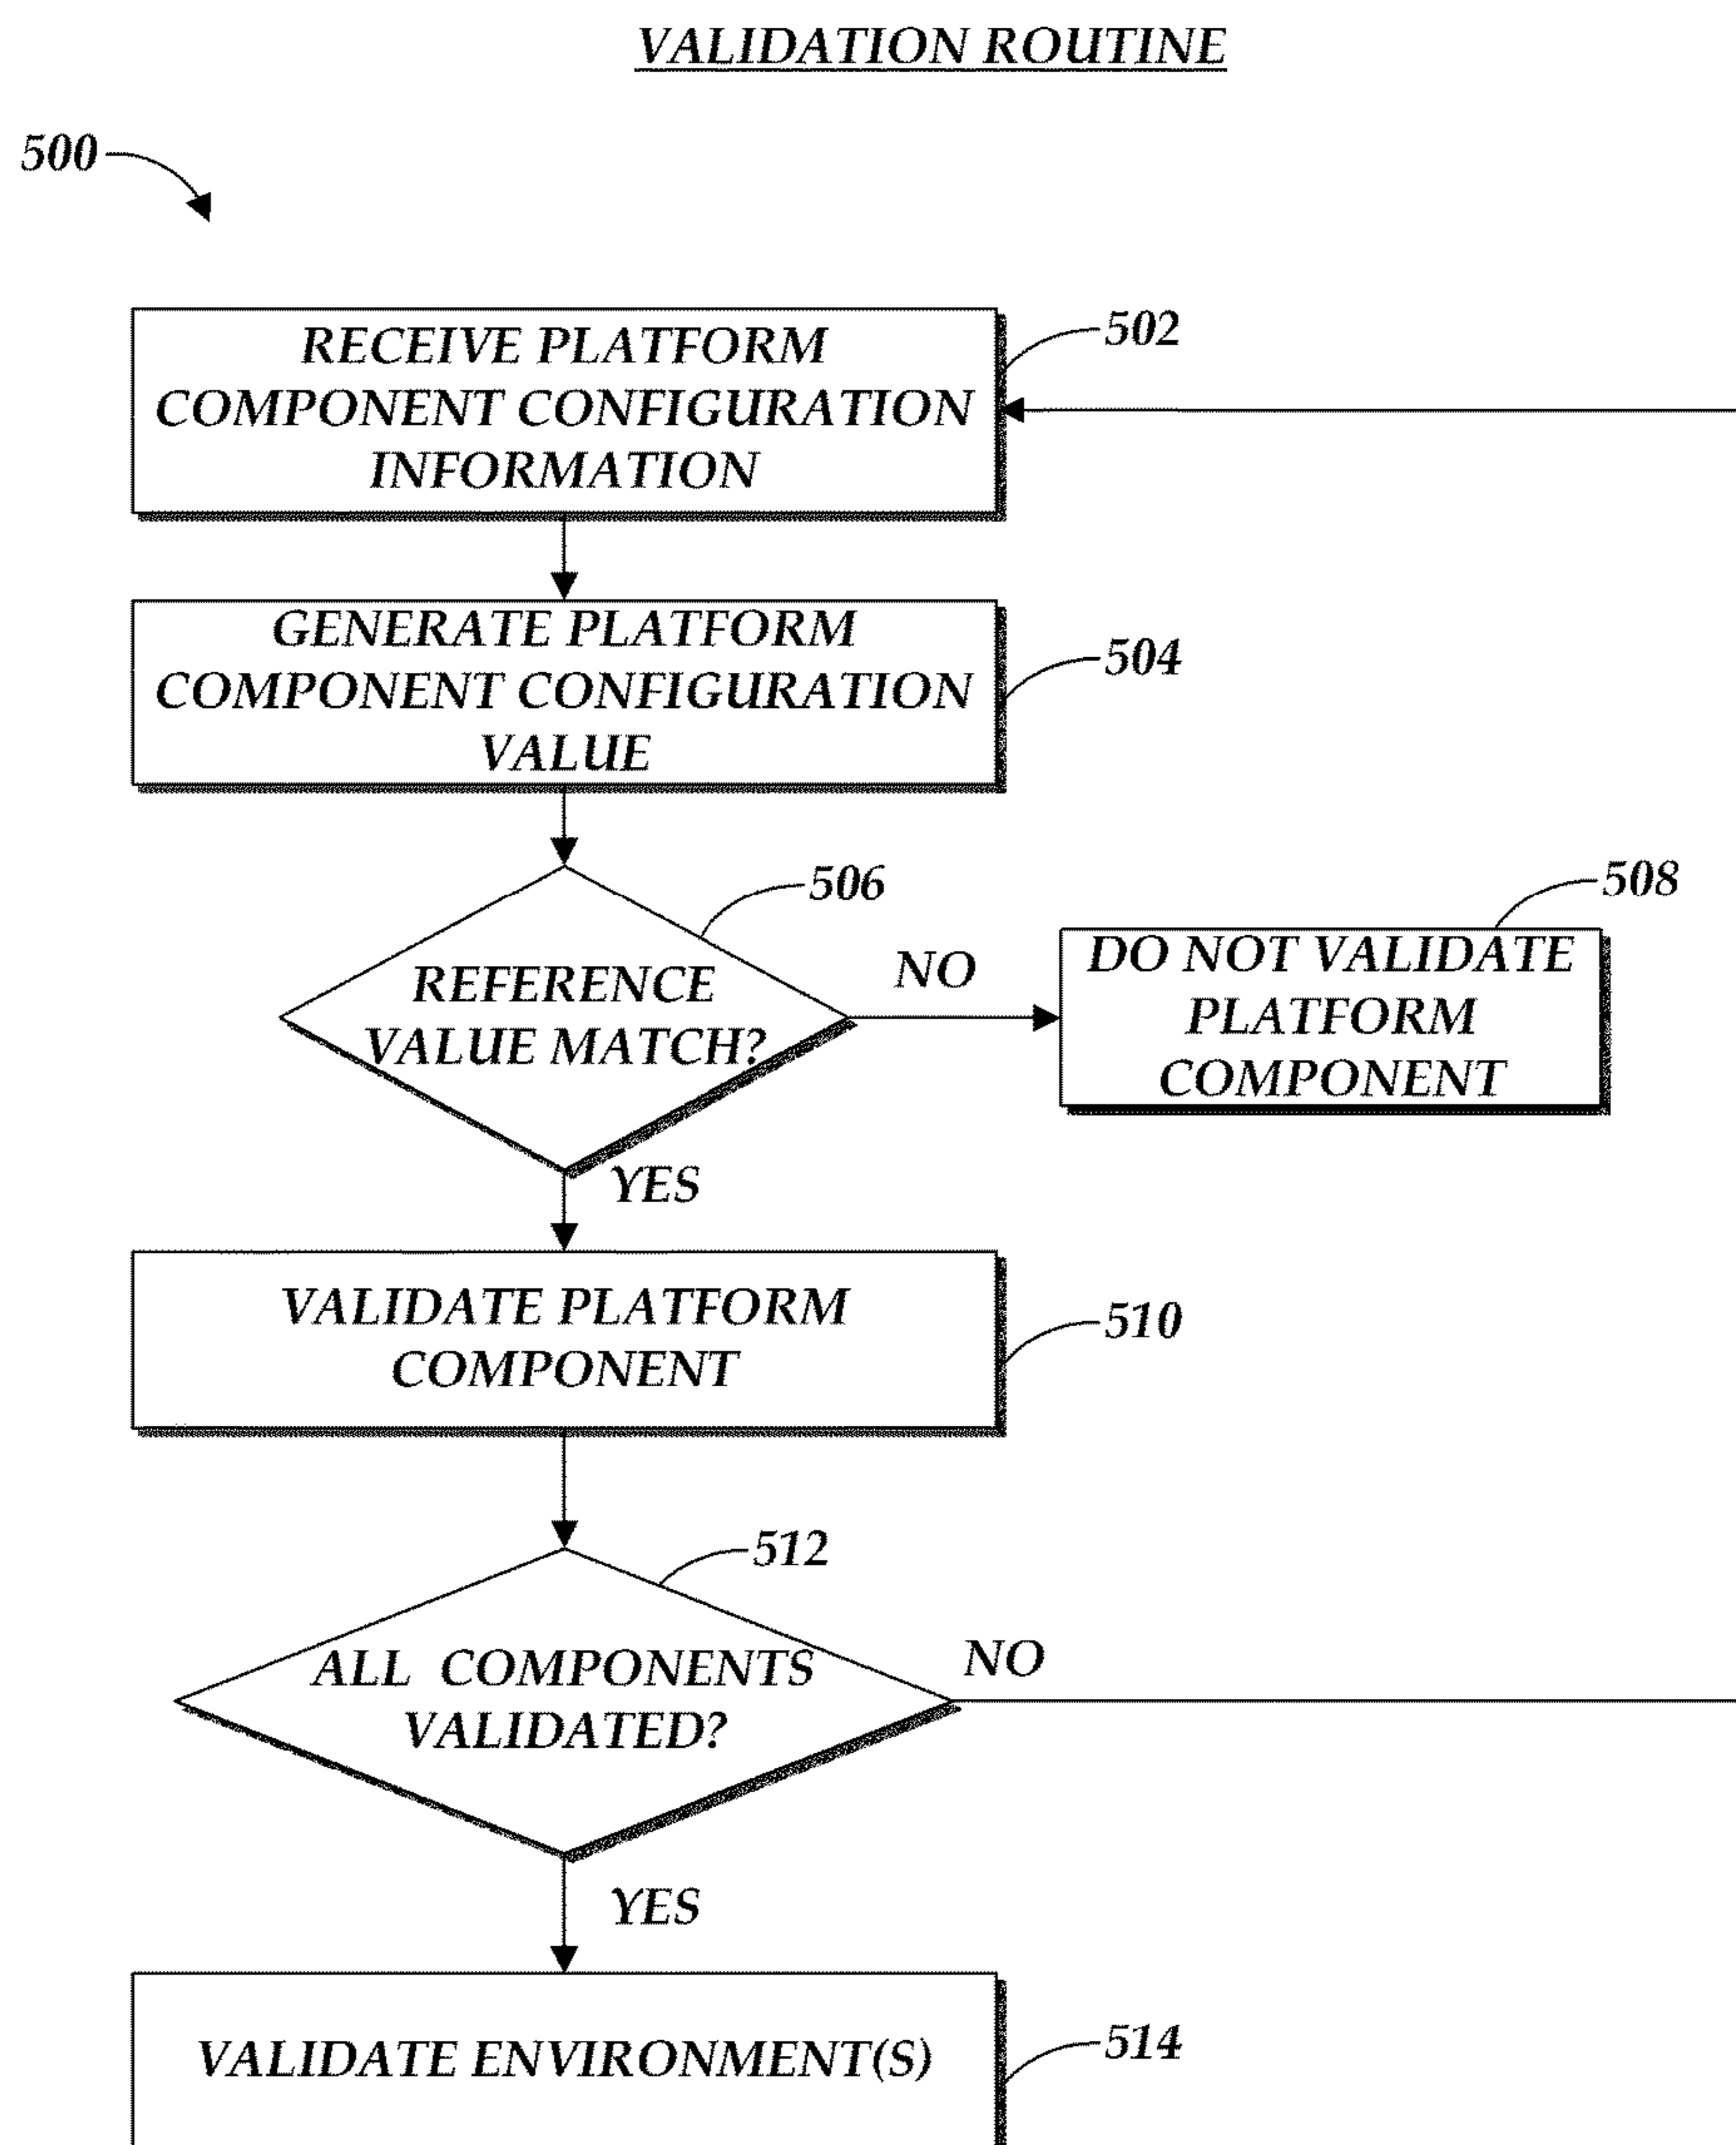 VALIDATION ROUTINE
500
RECEIVE PLATFORM
COMPONENT CONFIGURATION
INFORMATION
502
GENERATE PLATFORM
COMPONENT CONFIGURATION
VALUE
504
506
REFERENCE
VALUE MATCH?
NO
508
DO NOT VALIDATE
PLATFORM
COMPONENT
YES
VALIDATE PLATFORM
COMPONENT
510
512
ALL COMPONENTS
VALIDATED?
NO
YES
VALIDATE ENVIRONMENT(S)
514